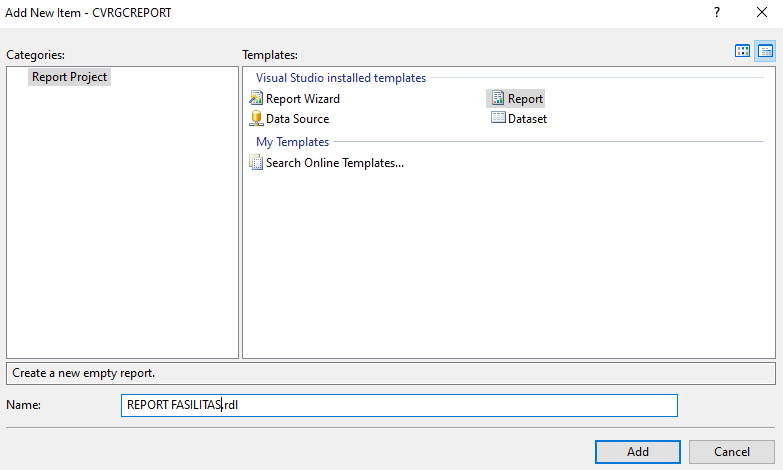 Add New Item - CVRGCREPORT
Categories:
Templates:
Report Project
Visual Studio installed templates
Report Wizard
Report
Data Source
Dataset
My Templates
Search Online Templates...
Create a new empty report.
Name:
REPORT FASILITAS.rdl
Add
Cancel